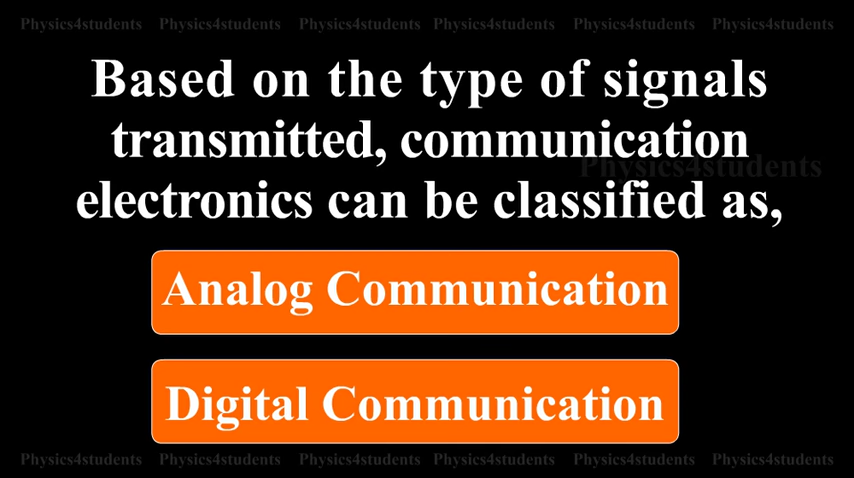 Physics4students Physics4students Physics4students Physics4students Physics4students Physics4students
Based on the type of signals
transmitted, communication
Physics4students
electronics can be classified as,
Analog Communication
Digital Communication
Physics4students Physics4students Physics4students Physics4students Physics4students Physics4students